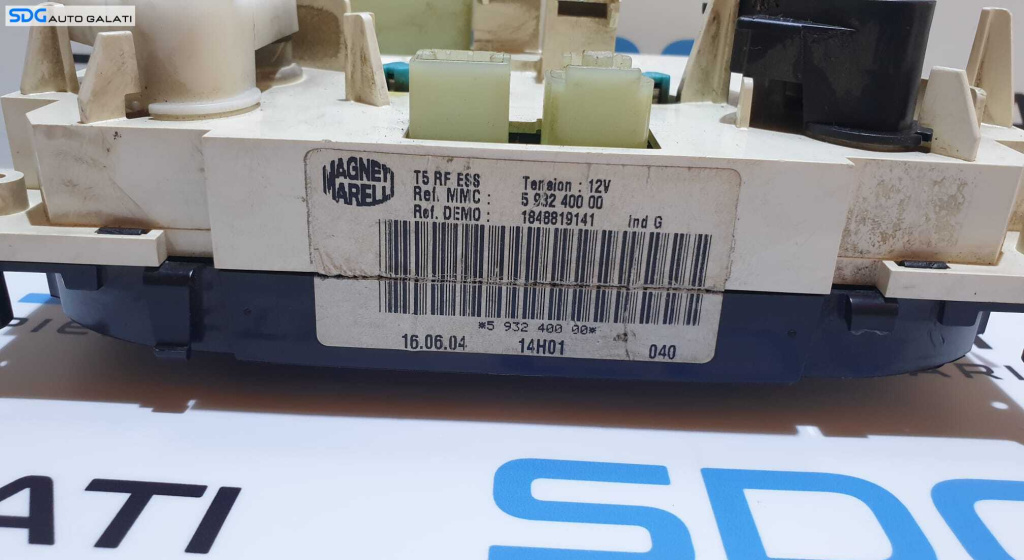 SDG AUTO GALATI
MAGNETI MARELLI
T5 RF ESS Tension : 12V
Ref. MMC : 5 932 400 00
Ref. DEMO : 1848819141 Ind G
*5 932 400 00*
16.06.04 14H01 040
ATI SDG